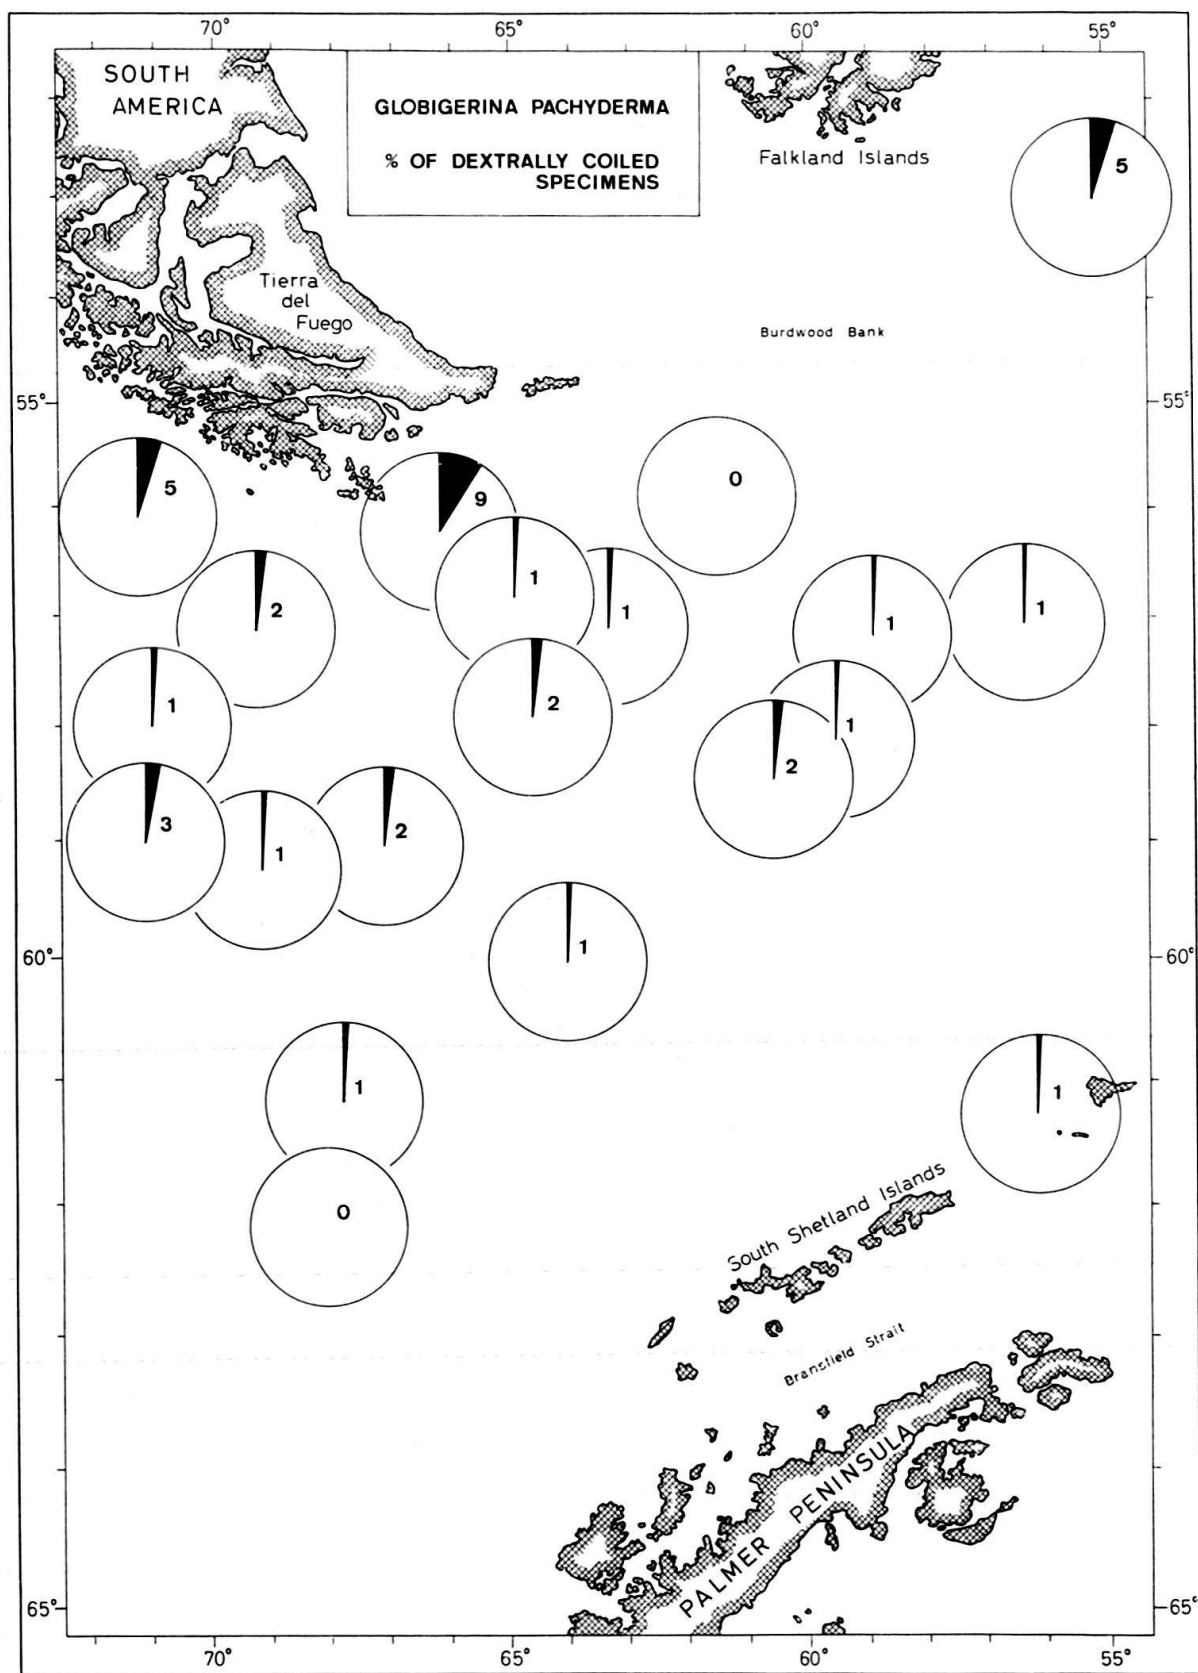 70° 65° 60° 55°
SOUTH
AMERICA
GLOBIGERINA PACHYDERMA
% OF DEXTRALLY COILED
SPECIMENS
Falkland Islands
5
Tierra
del
Fuego
Burdwood Bank
55° 55°
5
9
0
2
1
1
1
1
1
2
1
2
3
1
2
1
60° 60°
1
1
0
South Shetland Islands
Bransfield Strait
PALMER PENINSULA
65° 65°
70° 65° 60° 55°